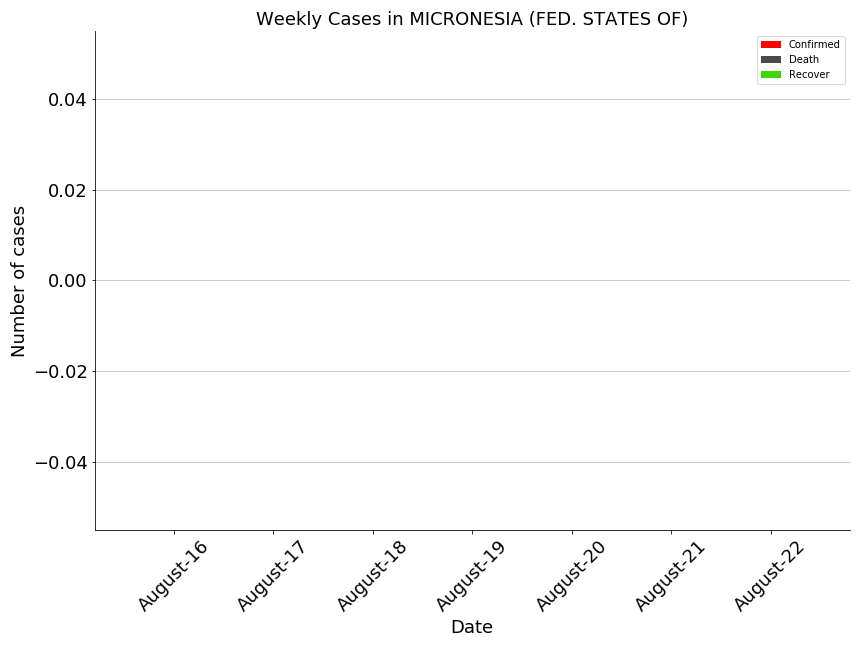 Weekly Cases in MICRONESIA (FED. STATES OF)
Confirmed
Death
Recover
0.04
0.02
0.00
−0.02
−0.04
Number of cases
August-16
August-17
August-18
August-19
August-20
August-21
August-22
Date